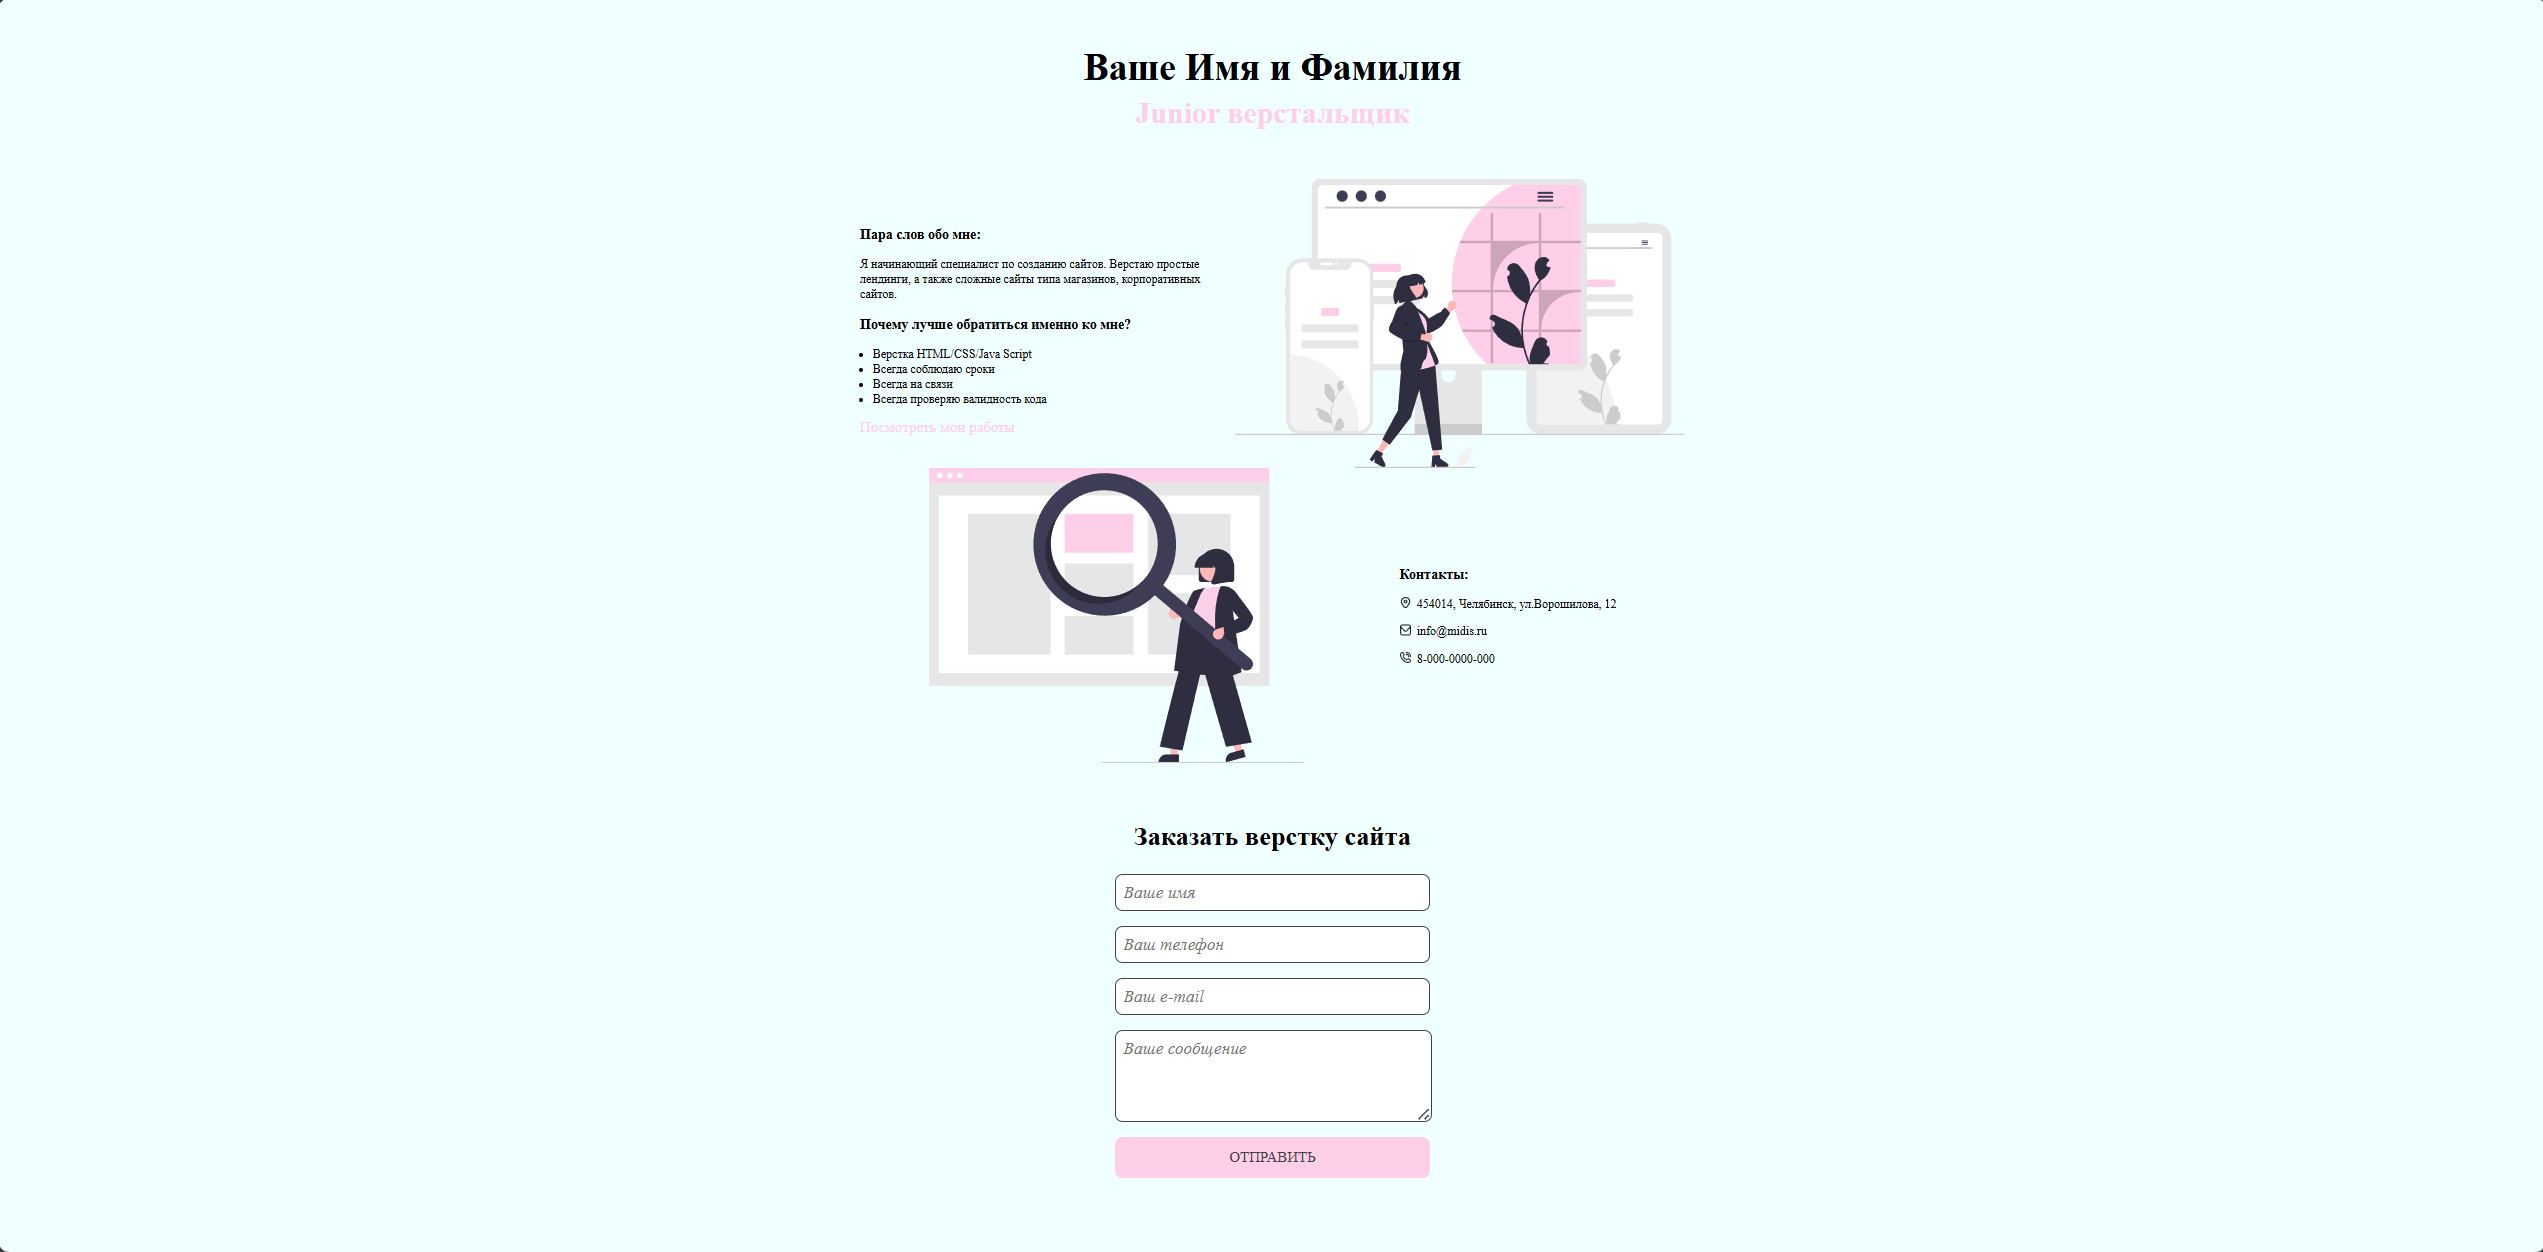 Ваше Имя и Фамилия
Junior верстальщик
Пара слов обо мне:
Я начинающий специалист по созданию сайтов. Верстаю простые
лендинги, а также сложные сайты типа магазинов, корпоративных
сайтов.
Почему лучше обратиться именно ко мне?
Верстка HTML/CSS/Java Script
Всегда соблюдаю сроки
Всегда на связи
Всегда проверяю валидность кода
Посмотреть мои работы
Контакты:
454014, Челябинск, ул.Ворошилова, 12
info@midis.ru
8-000-0000-000
Заказать верстку сайта
Ваше имя
Ваш телефон
Ваш e-mail
Ваше сообщение
ОТПРАВИТЬ